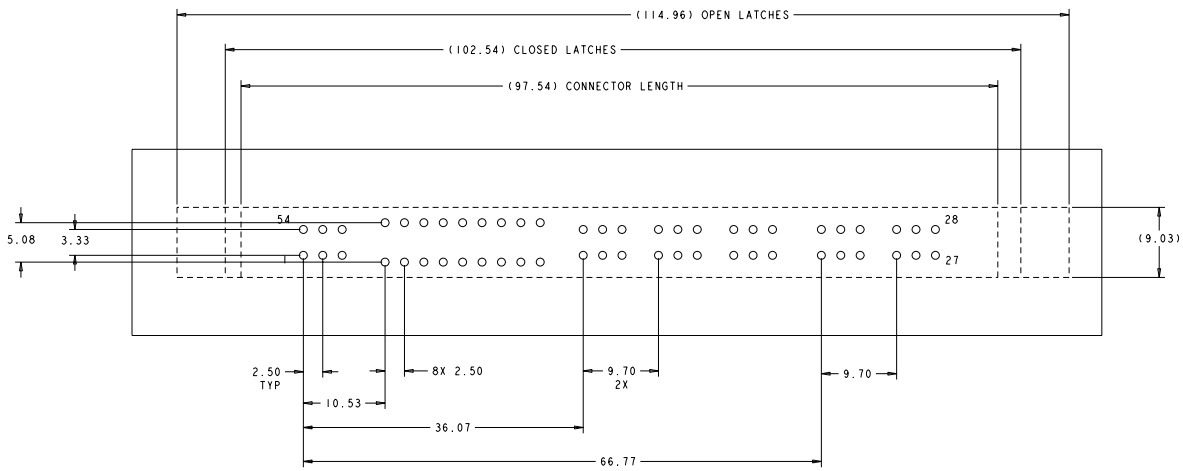 (114.96) OPEN LATCHES
(102.54) CLOSED LATCHES
(97.54) CONNECTOR LENGTH
54
28
5.08
3.33
(9.03)
27
2.50
TYP
8X 2.50
9.70
2X
9.70
10.53
36.07
66.77